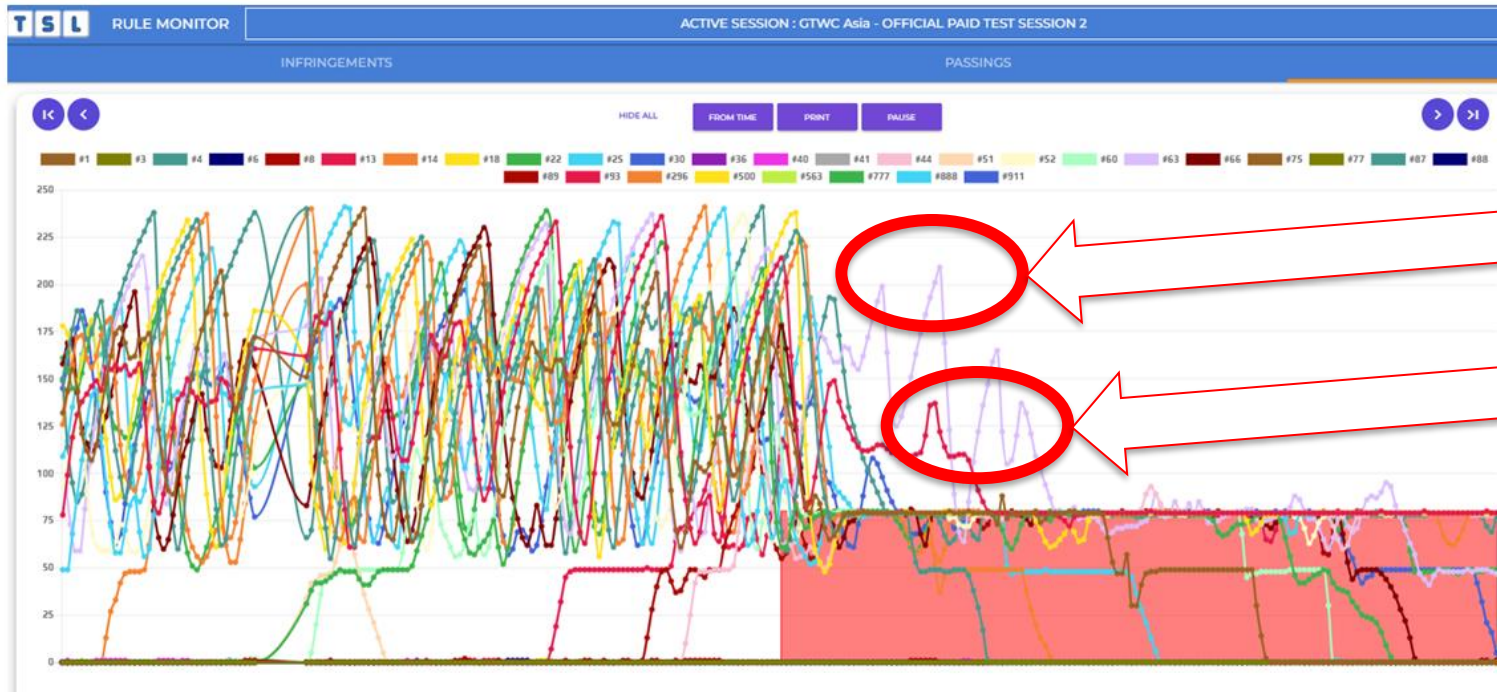 TSL RULE MONITOR ACTIVE SESSION : GTWC Asia - OFFICIAL PAID TEST SESSION 2
INFRINGEMENTS PASSINGS
HIDE ALL FROM TIME PRINT PAUSE
#1 #3 #4 #6 #8 #13 #14 #18 #22 #25 #30 #36 #40 #41 #44 #51 #52 #60 #63 #66 #75 #77 #87 #88
#89 #93 #296 #500 #563 #777 #888 #911
250
225
200
175
150
125
100
75
50
25
0